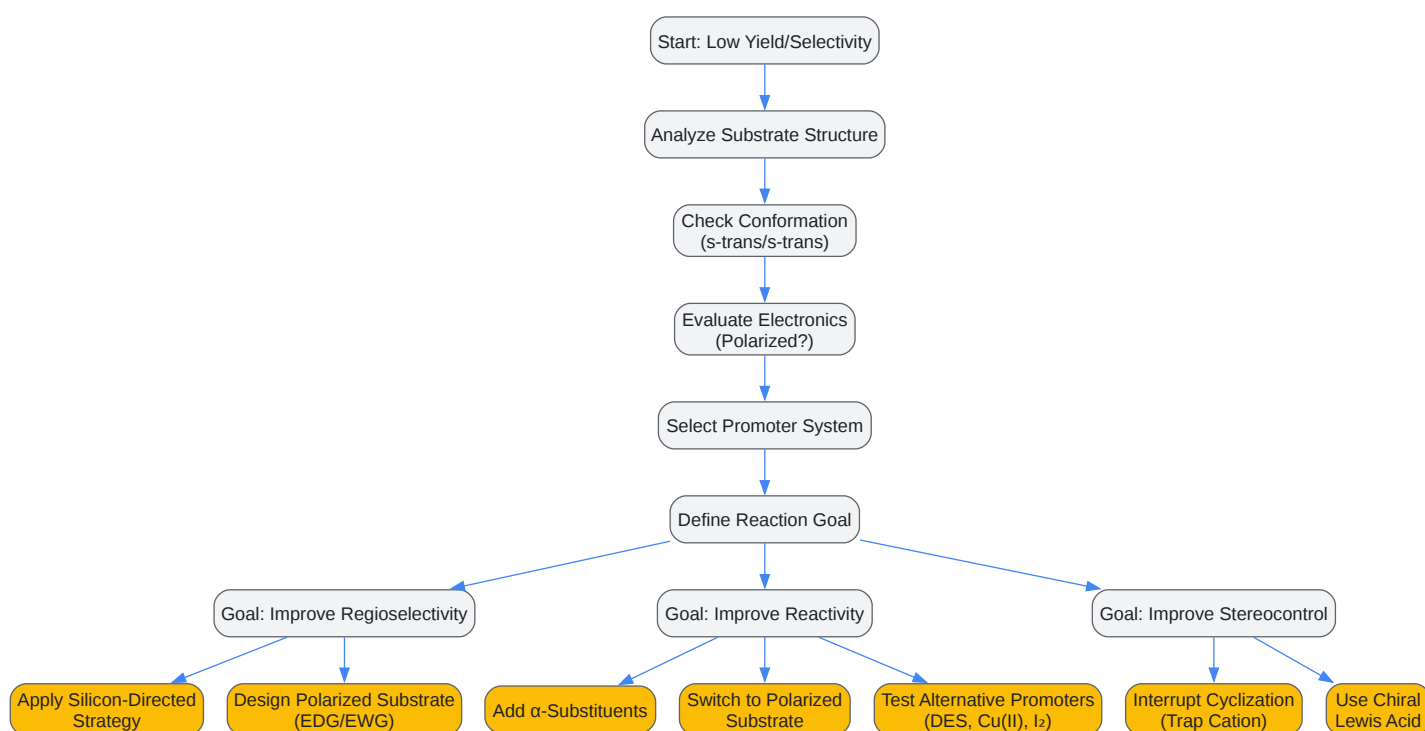 Start: Low Yield/Selectivity
Analyze Substrate Structure
Check Conformation
(s-trans/s-trans)
Evaluate Electronics
(Polarized?)
Select Promoter System
Define Reaction Goal
Goal: Improve Regioselectivity
Goal: Improve Reactivity
Goal: Improve Stereocontrol
Apply Silicon-Directed
Strategy
Design Polarized Substrate
(EDG/EWG)
Add α-Substituents
Switch to Polarized
Substrate
Test Alternative Promoters
(DES, Cu(II), I₂)
Interrupt Cyclization
(Trap Cation)
Use Chiral
Lewis Acid